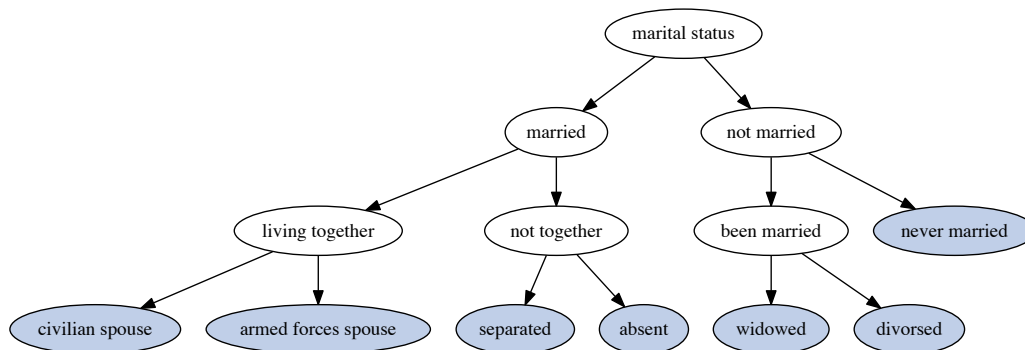 marital status
married
not married
living together
not together
been married
never married
civilian spouse
armed forces spouse
separated
absent
widowed
divorsed